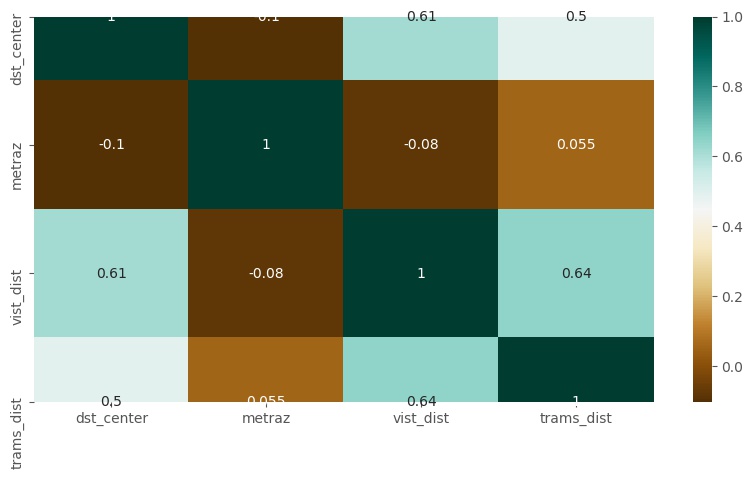 dst_center 1 -0.1 0.61 0.5
metraz -0.1 1 -0.08 0.055
vist_dist 0.61 -0.08 1 0.64
trams_dist 0.5 0.055 0.64 1
dst_center metraz vist_dist trams_dist
1.0
0.8
0.6
0.4
0.2
0.0